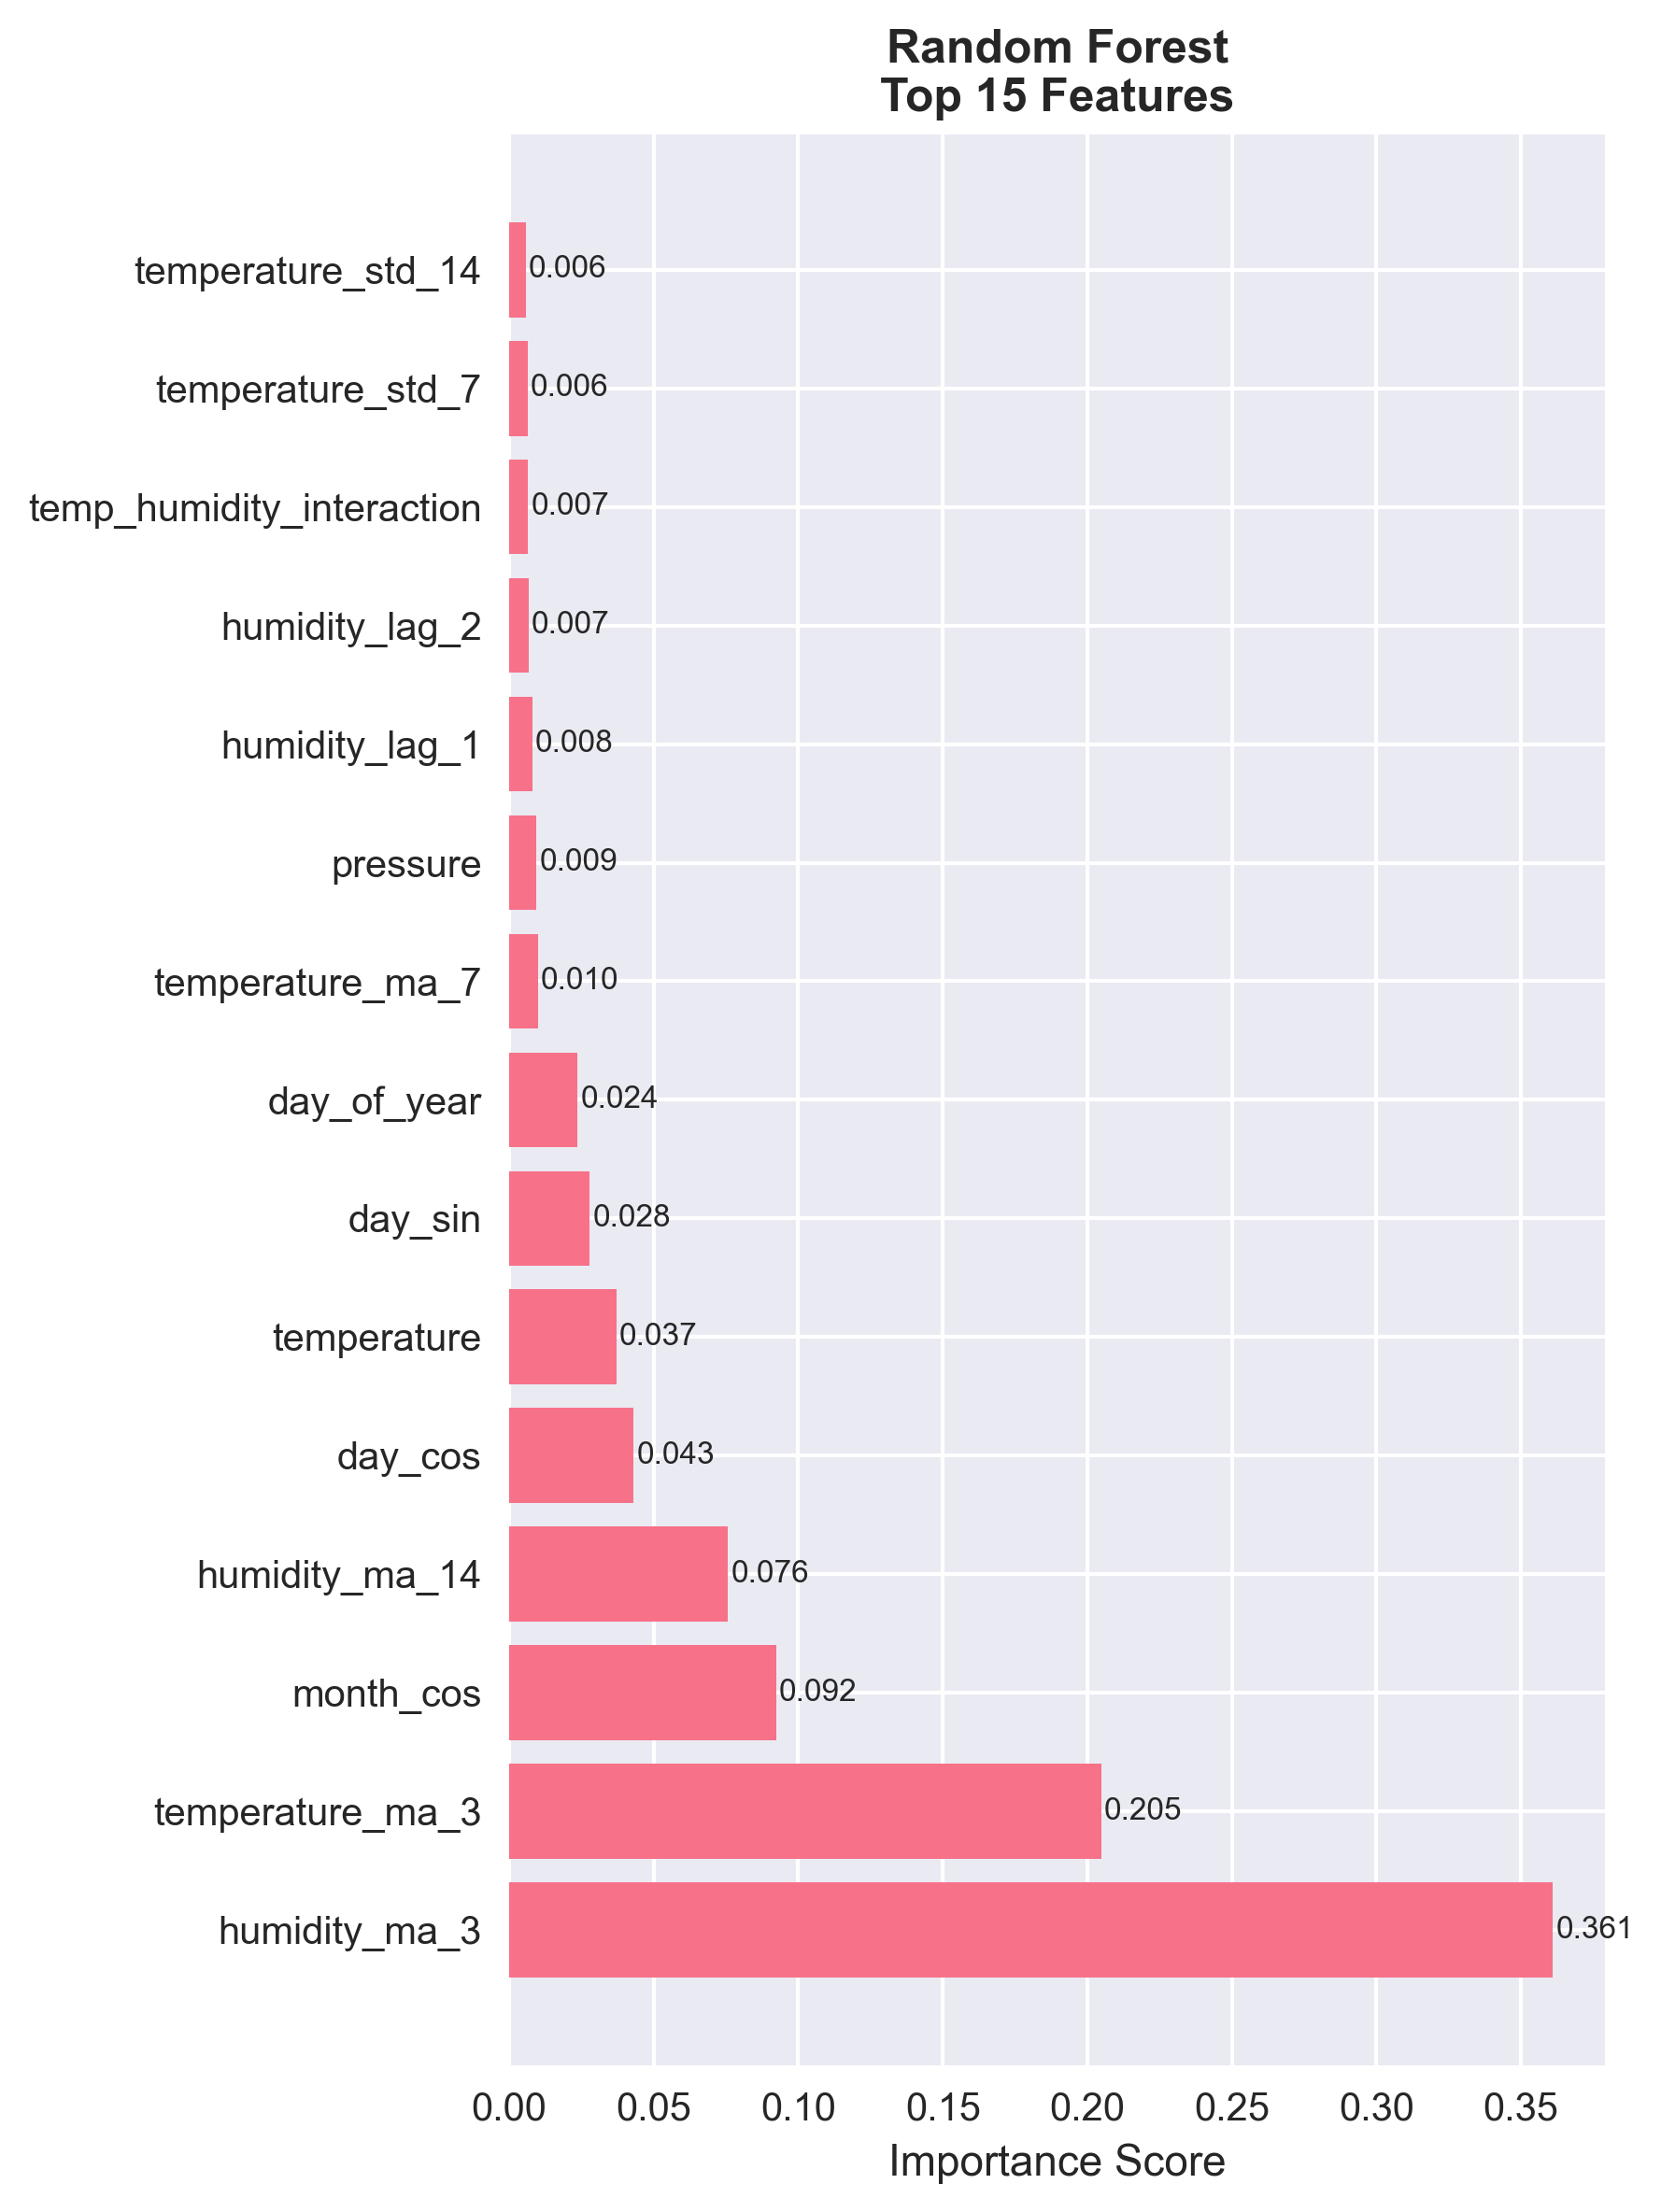 Random Forest
Top 15 Features
temperature_std_14 0.006
temperature_std_7 0.006
temp_humidity_interaction 0.007
humidity_lag_2 0.007
humidity_lag_1 0.008
pressure 0.009
temperature_ma_7 0.010
day_of_year 0.024
day_sin 0.028
temperature 0.037
day_cos 0.043
humidity_ma_14 0.076
month_cos 0.092
temperature_ma_3 0.205
humidity_ma_3 0.361
0.00 0.05 0.10 0.15 0.20 0.25 0.30 0.35
Importance Score